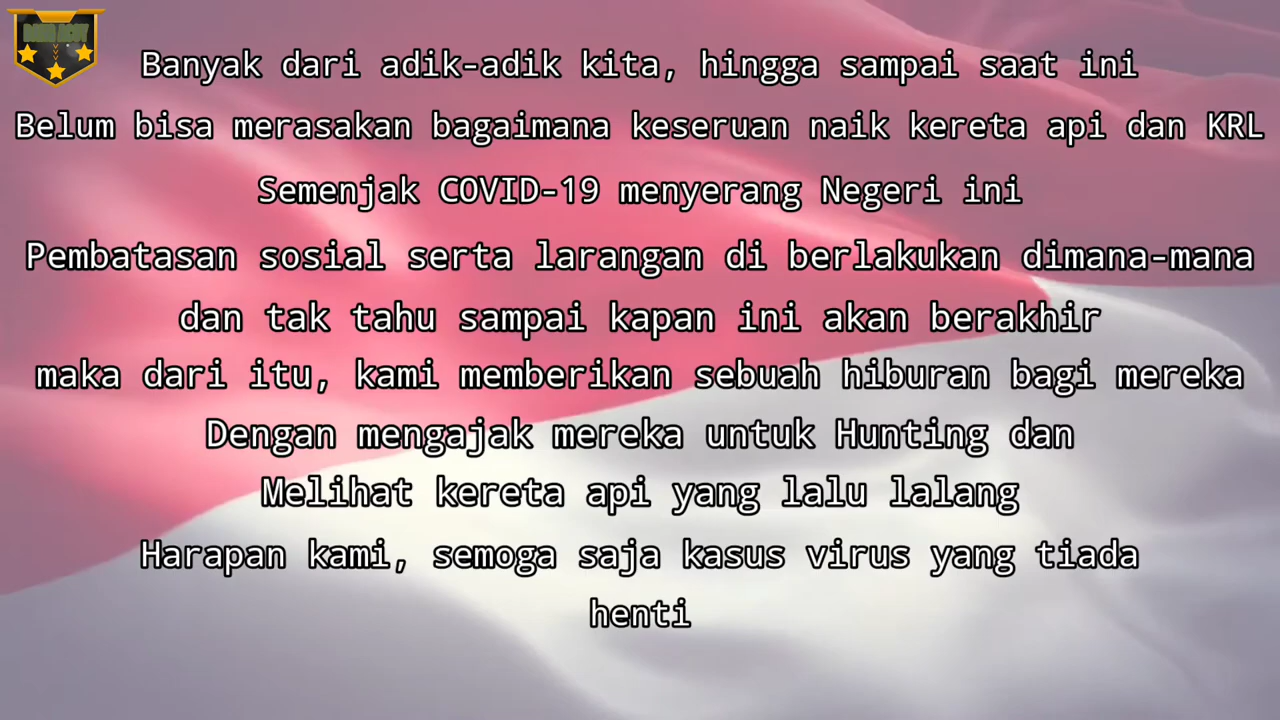 Banyak dari adik-adik kita, hingga sampai saat ini
Belum bisa merasakan bagaimana keseruan naik kereta api dan KRL
Semenjak COVID-19 menyerang Negeri ini
Pembatasan sosial serta larangan di berlakukan dimana-mana
dan tak tahu sampai kapan ini akan berakhir
maka dari itu, kami memberikan sebuah hiburan bagi mereka
Dengan mengajak mereka untuk Hunting dan
Melihat kereta api yang lalu lalang
Harapan kami, semoga saja kasus virus yang tiada
henti